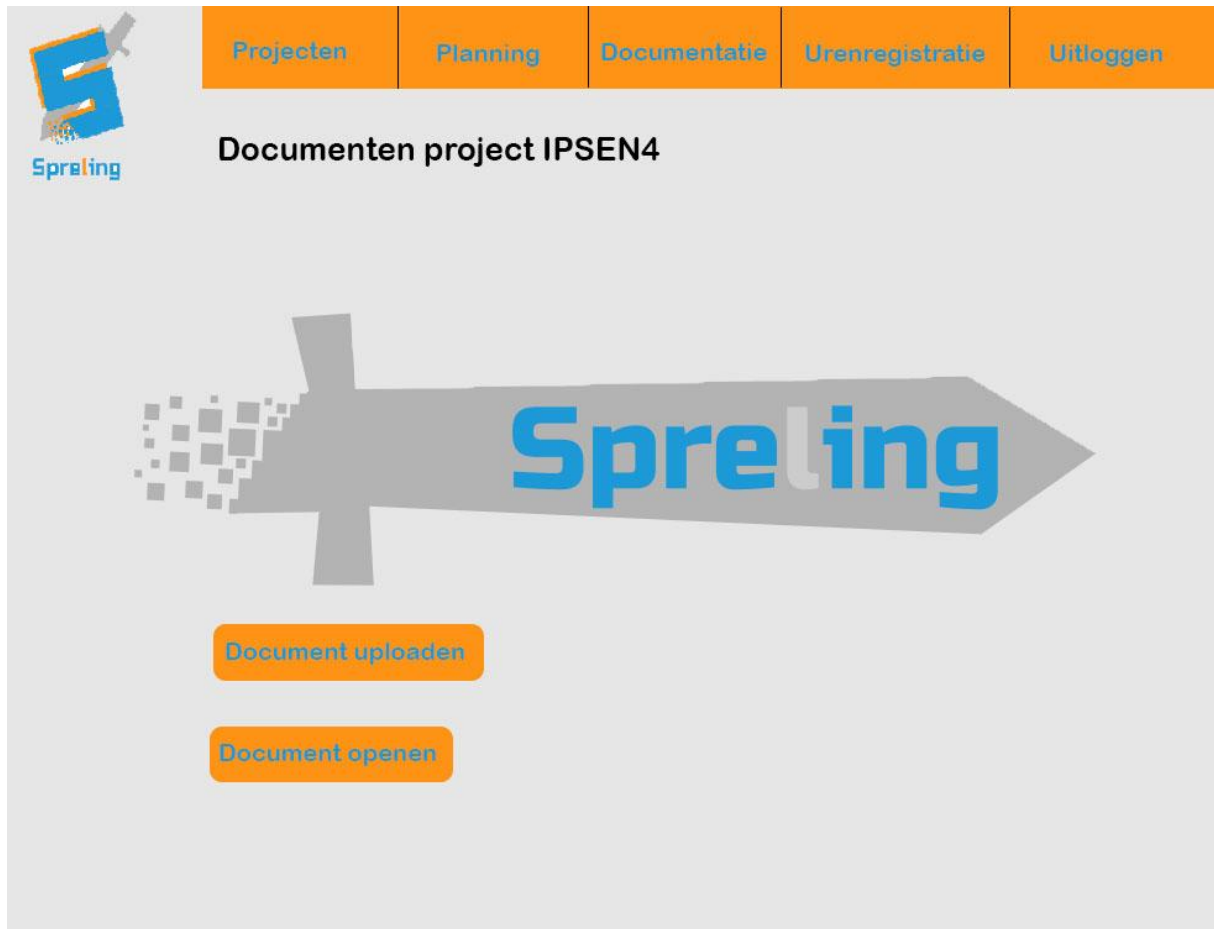 Projecten
Planning
Documentatie
Urenregistratie
Uitloggen
Spreling
Documenten project IPSEN4
Spreling
Document uploaden
Document openen